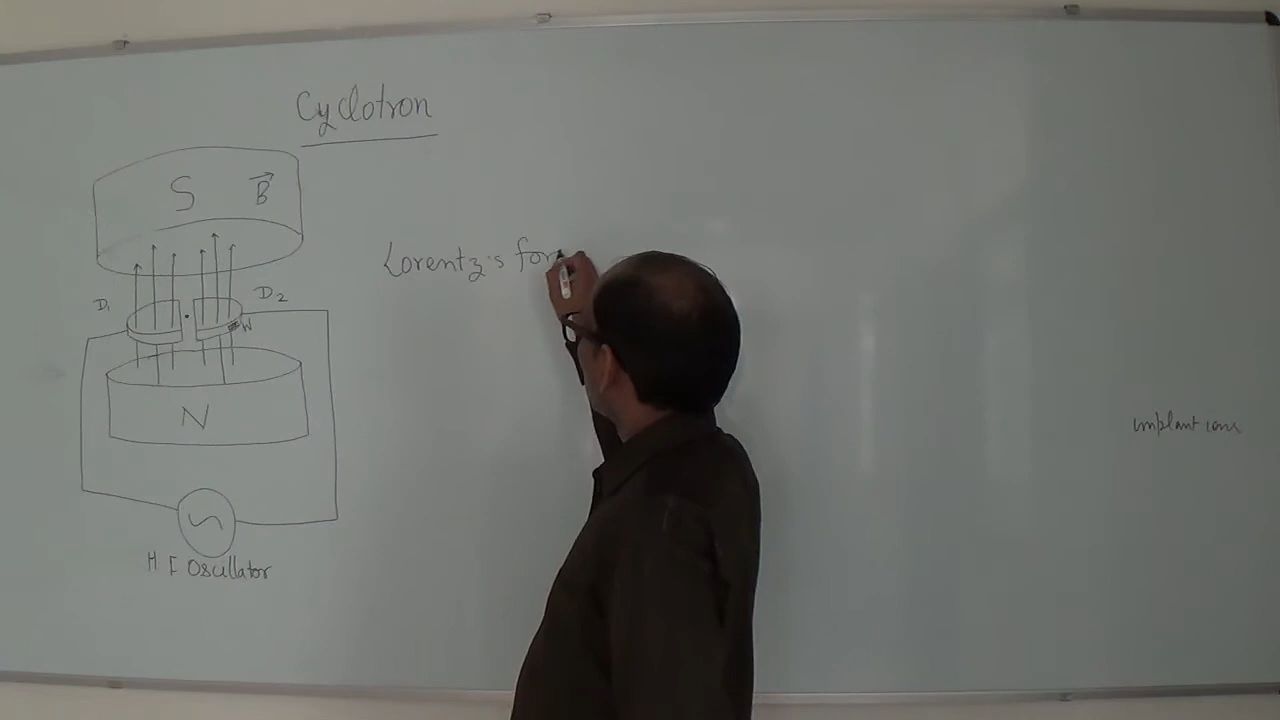 Cyclotron
S B
D1 D2
W
N
H F Oscillator
Lorentz's for
implant ions